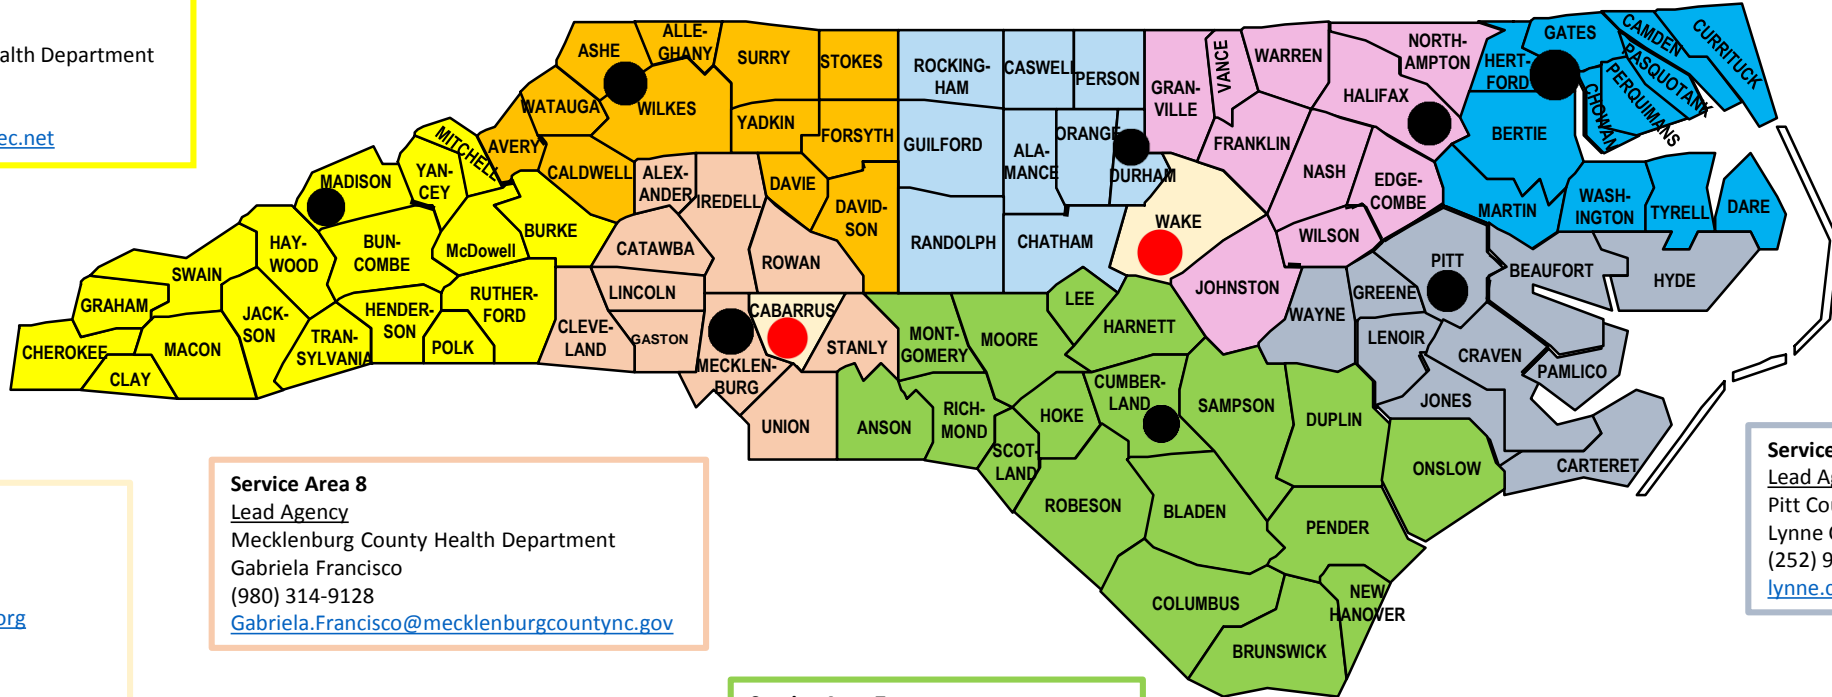 alth Department
ec.net
ASHE
ALLE-
GHANY
SURRY
STOKES
ROCKING-
HAM
CASWELL
PERSON
GRAN-
VILLE
VANCE
WARREN
NORTH-
AMPTON
HALIFAX
HERT-
FORD
GATES
CAMDEN
CURRITUCK
PASQUOTANK
PERQUIMANS
CHOWAN
BERTIE
WATAUGA
WILKES
YADKIN
FORSYTH
GUILFORD
ALA-
MANCE
ORANGE
DURHAM
FRANKLIN
NASH
EDGE-
COMBE
MARTIN
WASH-
INGTON
TYRELL
DARE
MITCHELL
AVERY
CALDWELL
ALEX-
ANDER
IREDELL
DAVIE
DAVID-
SON
RANDOLPH
CHATHAM
WAKE
WILSON
MADISON
YAN-
CEY
BURKE
McDowell
CATAWBA
ROWAN
HAY-
WOOD
BUN-
COMBE
SWAIN
GRAHAM
JACK-
SON
HENDER-
SON
RUTHER-
FORD
POLK
TRAN-
SYLVANIA
CHEROKEE
MACON
CLAY
CLEVE-
LAND
LINCOLN
GASTON
MECKLEN-
BURG
CABARRUS
STANLY
UNION
MONT-
GOMERY
MOORE
LEE
HARNETT
JOHNSTON
WAYNE
GREENE
PITT
BEAUFORT
HYDE
LENOIR
CRAVEN
PAMLICO
JONES
CARTERET
ANSON
RICH-
MOND
SCOT-
LAND
HOKE
CUMBER-
LAND
SAMPSON
DUPLIN
ONSLOW
ROBESON
BLADEN
PENDER
COLUMBUS
NEW
HANOVER
BRUNSWICK
org
Service Area 8
Lead Agency
Mecklenburg County Health Department
Gabriela Francisco
(980) 314-9128
Gabriela.Francisco@mecklenburgcountync.gov
Service
Lead A
Pitt Cou
Lynne
(252) 9
lynne.